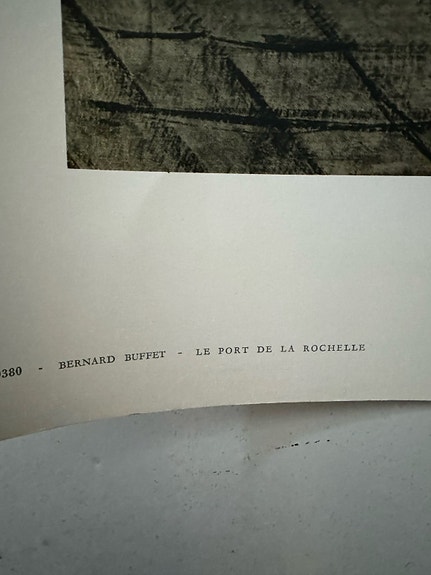 380 - BERNARD BUFFET - LE PORT DE LA ROCHELLE